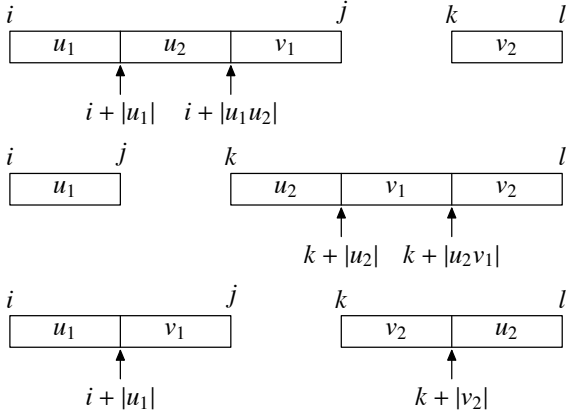 i j k l
u₁ u₂ v₁ v₂
i + |u₁| i + |u₁u₂|
i j k l
u₁ u₂ v₁ v₂
k + |u₂| k + |u₂v₁|
i j k l
u₁ v₁ v₂ u₂
i + |u₁| k + |v₂|